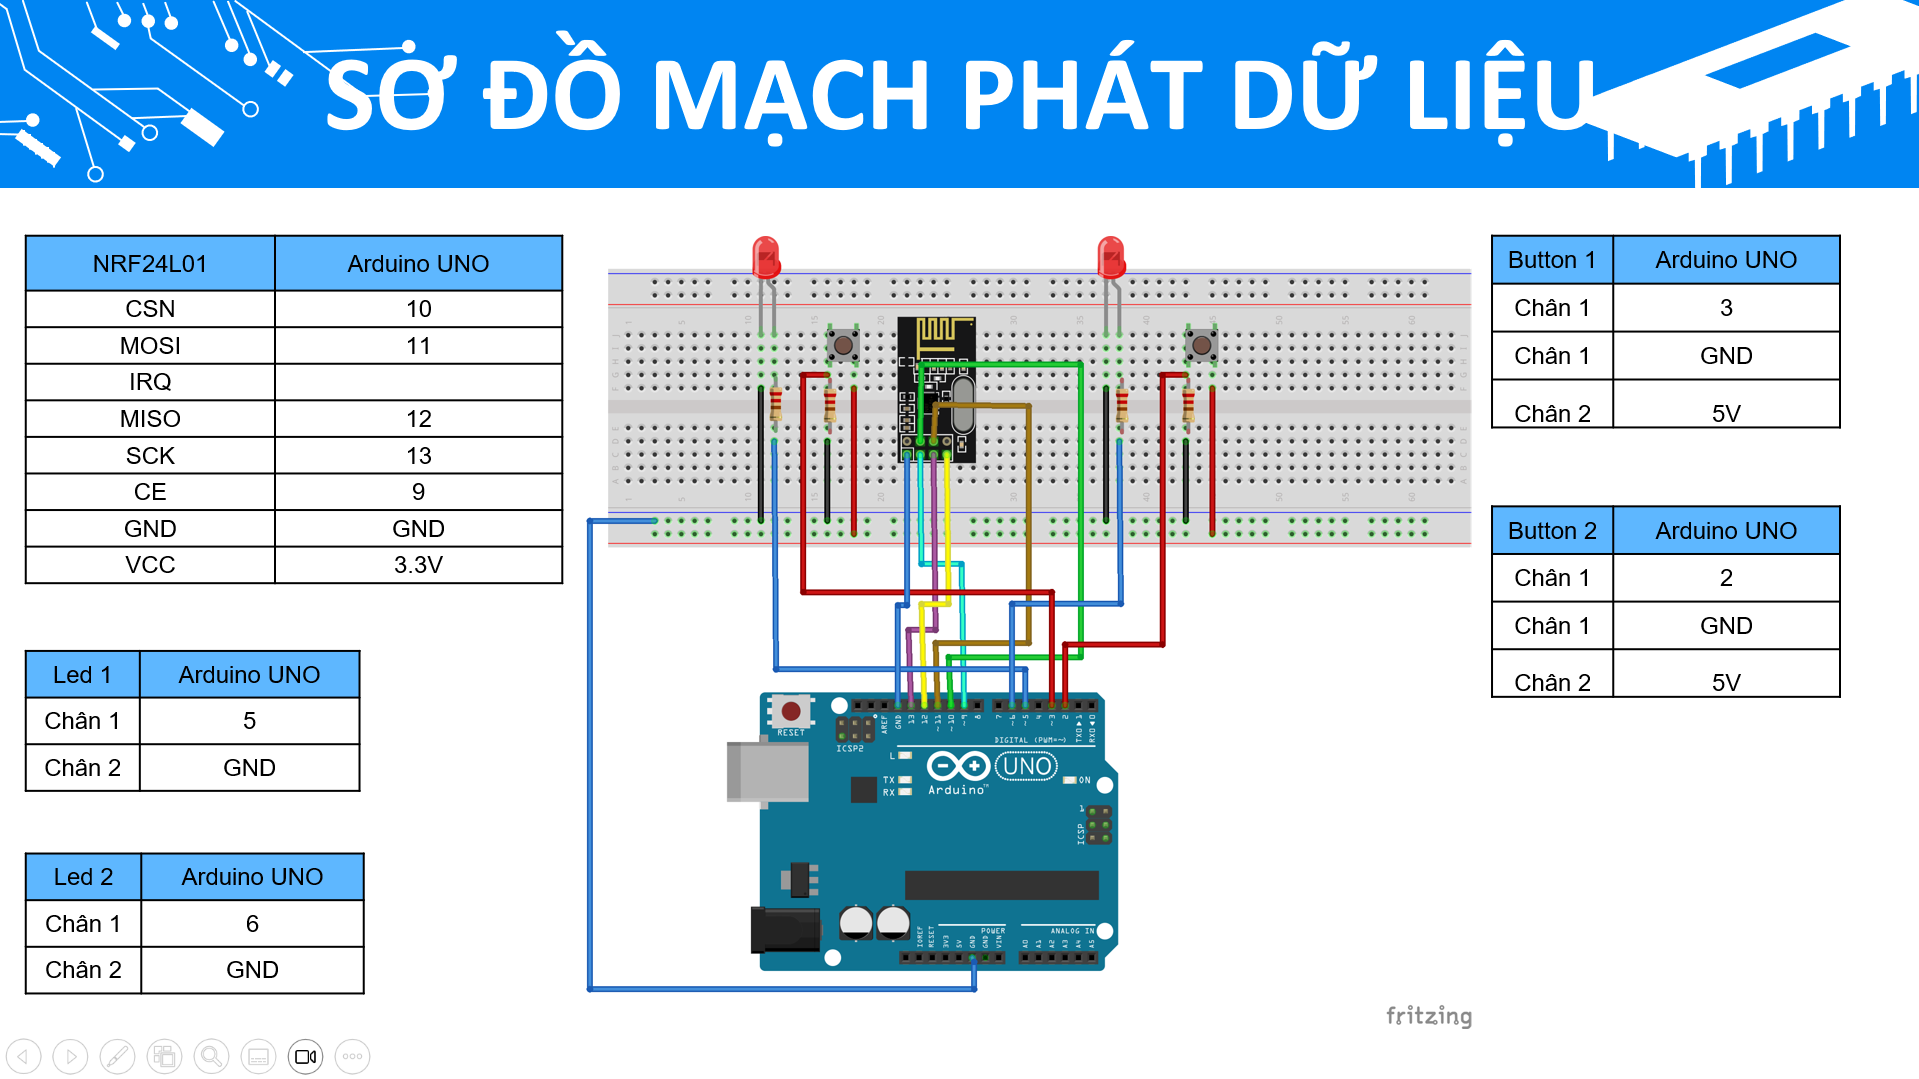 SƠ ĐỒ MẠCH PHÁT DỮ LIỆU
NRF24L01 Arduino UNO
CSN 10
MOSI 11
IRQ
MISO 12
SCK 13
CE 9
GND GND
VCC 3.3V
Led 1 Arduino UNO
Chân 1 5
Chân 2 GND
Led 2 Arduino UNO
Chân 1 6
Chân 2 GND
Button 1 Arduino UNO
Chân 1 3
Chân 1 GND
Chân 2 5V
Button 2 Arduino UNO
Chân 1 2
Chân 1 GND
Chân 2 5V
RESET
ICSP2
AREF
GND
13
12
~11
~10
~9
8
7
~6
~5
4
~3
2
TXD 1
RXD 0
DIGITAL (PWM=~)
L
TX
RX
UNO
Arduino™
ON
1
ICSP
POWER
ANALOG IN
IOREF
RESET
3V3
5V
GND
GND
VIN
A0
A1
A2
A3
A4
A5
fritzing